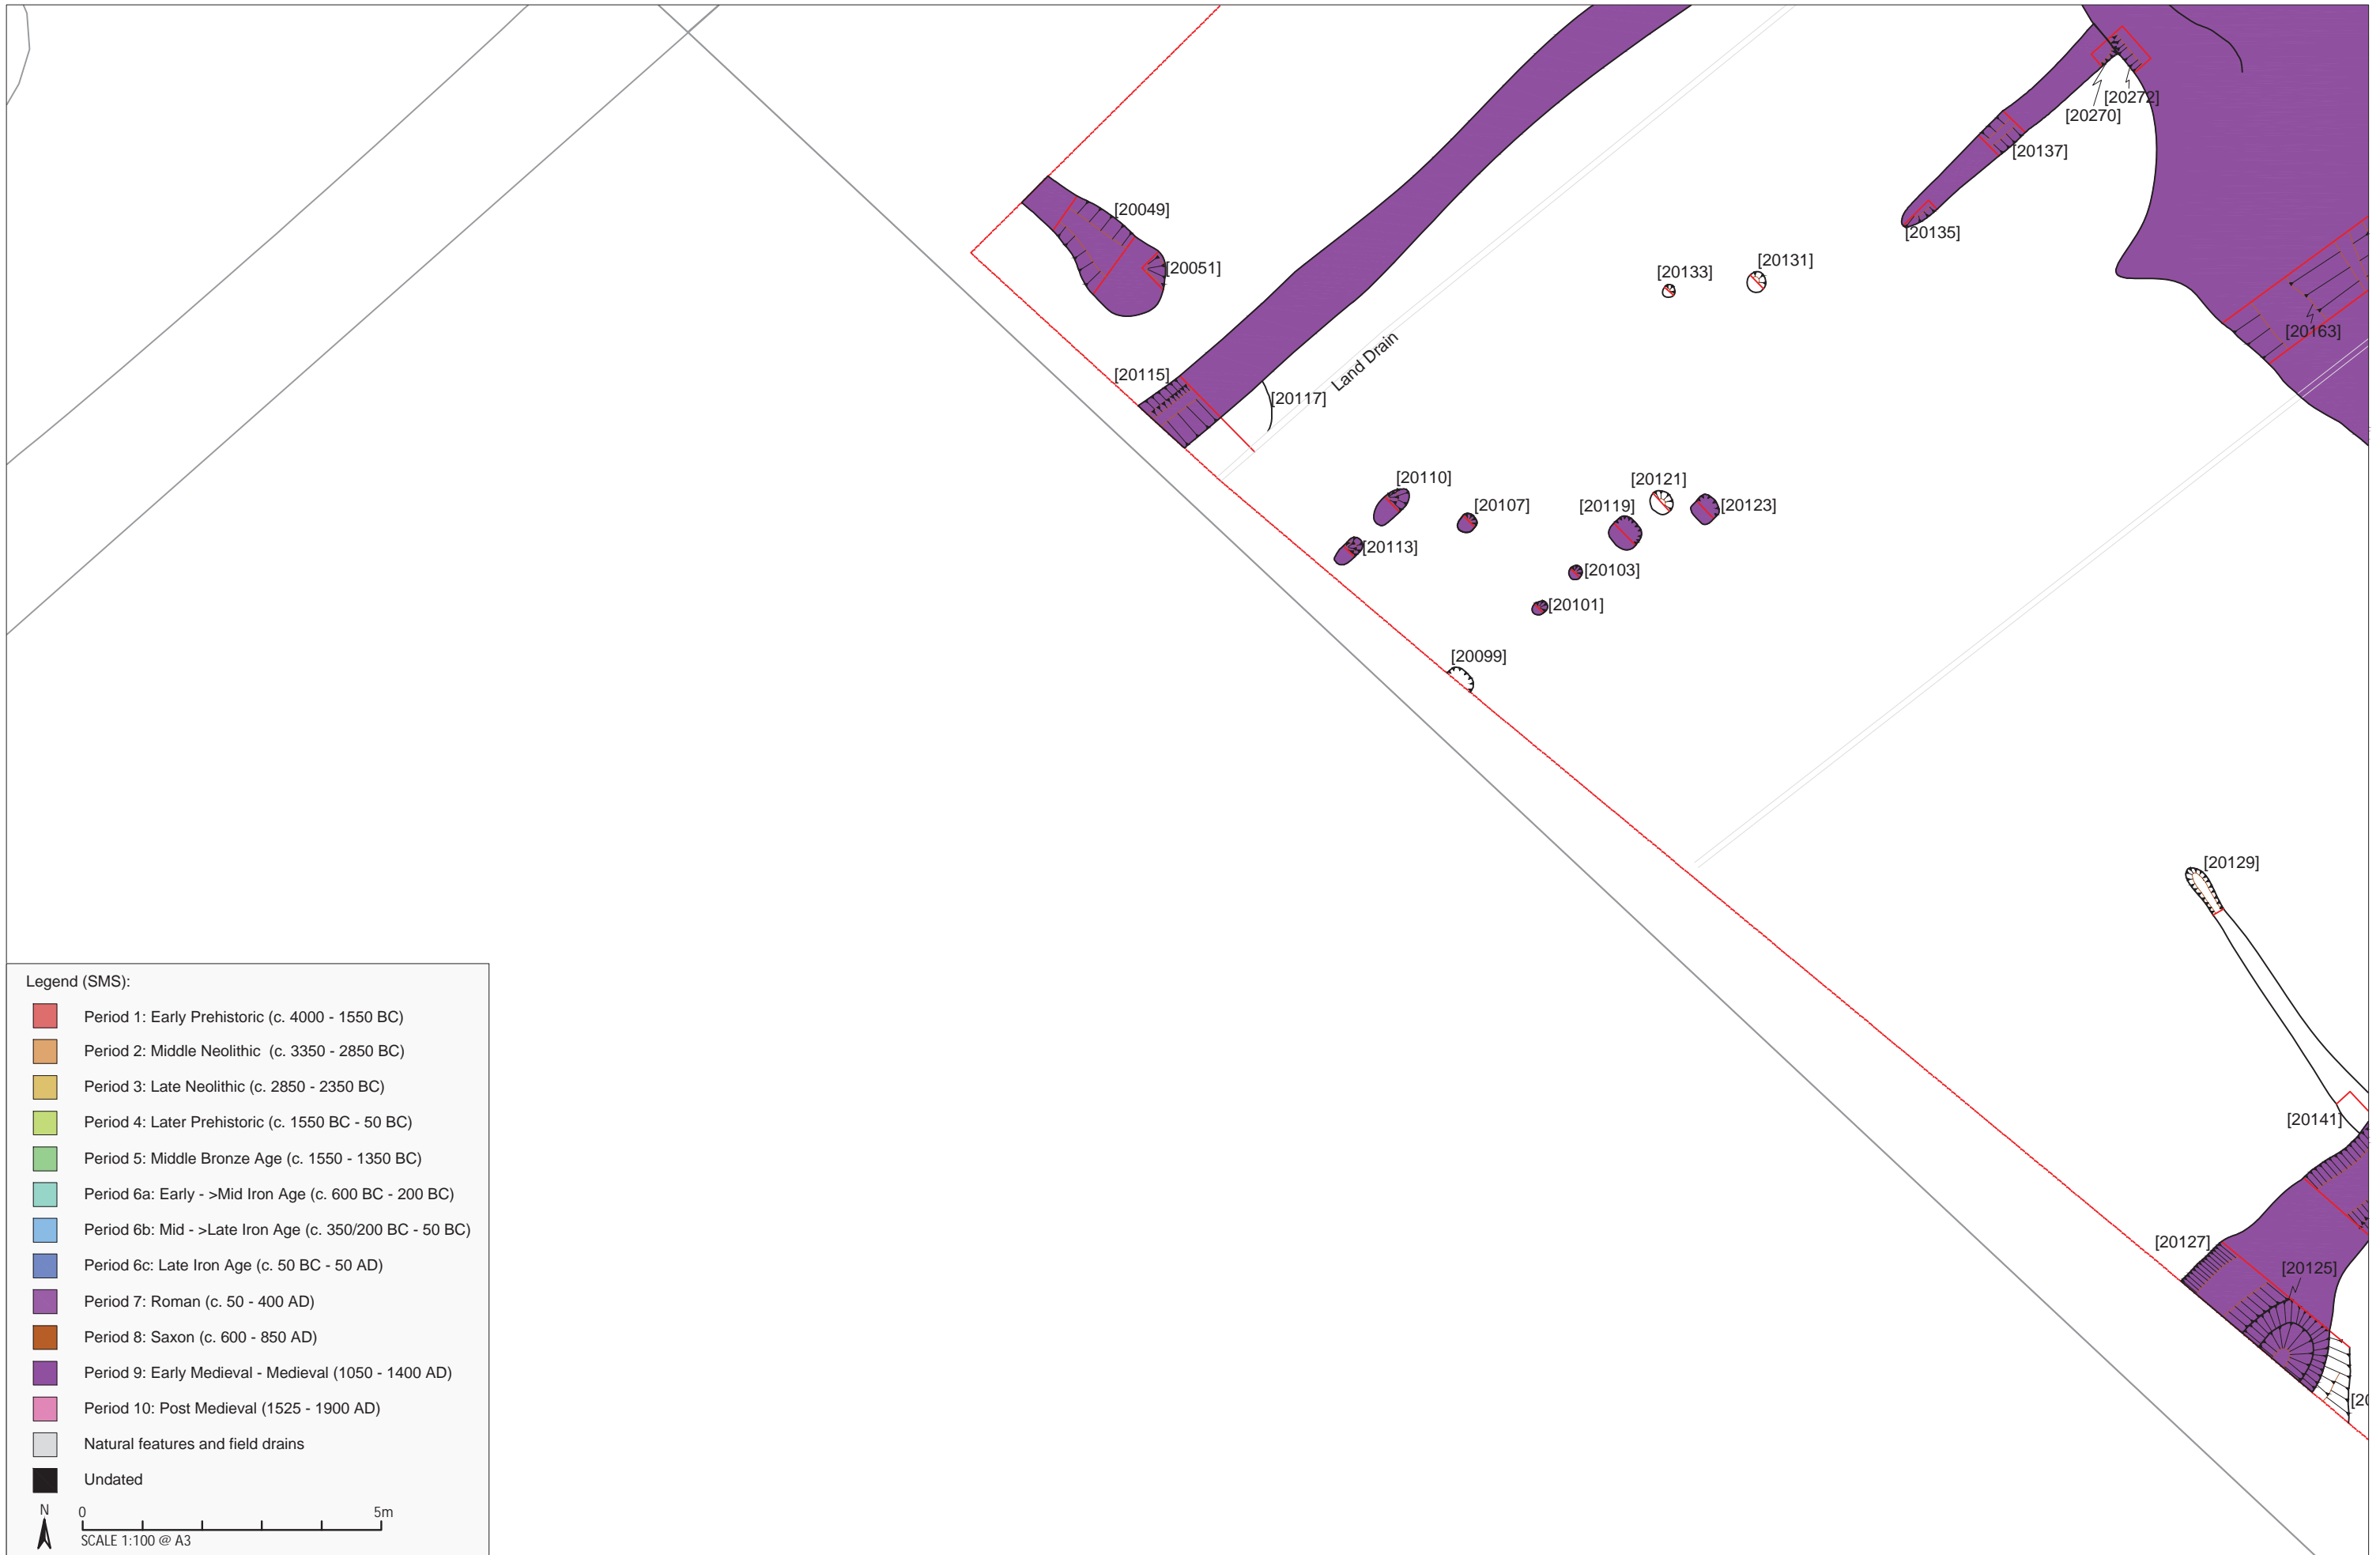 [20272]
[20270]
[20137]
[20049]
[20135]
[20051]
[20131]
[20133]
[20163]
[20115]
Land Drain
[20117]
[20110]
[20121]
[20107]
[20119]
[20123]
[20113]
[20103]
[20101]
[20099]
[20129]
[20141]
[20127]
[20125]
[20
Legend (SMS):
Period 1: Early Prehistoric (c. 4000 - 1550 BC)
Period 2: Middle Neolithic (c. 3350 - 2850 BC)
Period 3: Late Neolithic (c. 2850 - 2350 BC)
Period 4: Later Prehistoric (c. 1550 BC - 50 BC)
Period 5: Middle Bronze Age (c. 1550 - 1350 BC)
Period 6a: Early - >Mid Iron Age (c. 600 BC - 200 BC)
Period 6b: Mid - >Late Iron Age (c. 350/200 BC - 50 BC)
Period 6c: Late Iron Age (c. 50 BC - 50 AD)
Period 7: Roman (c. 50 - 400 AD)
Period 8: Saxon (c. 600 - 850 AD)
Period 9: Early Medieval - Medieval (1050 - 1400 AD)
Period 10: Post Medieval (1525 - 1900 AD)
Natural features and field drains
Undated
N
0 5m
SCALE 1:100 @ A3